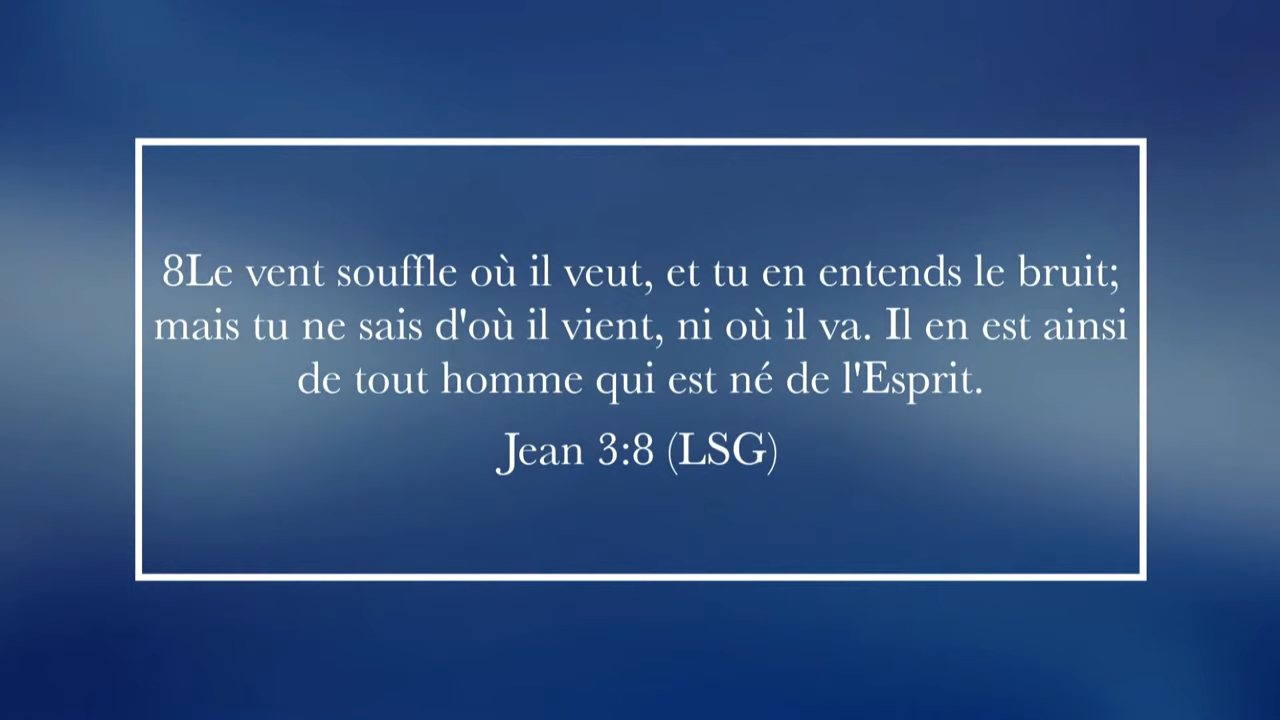 8Le vent souffle où il veut, et tu en entends le bruit;
mais tu ne sais d'où il vient, ni où il va. Il en est ainsi
de tout homme qui est né de l'Esprit.
Jean 3:8 (LSG)